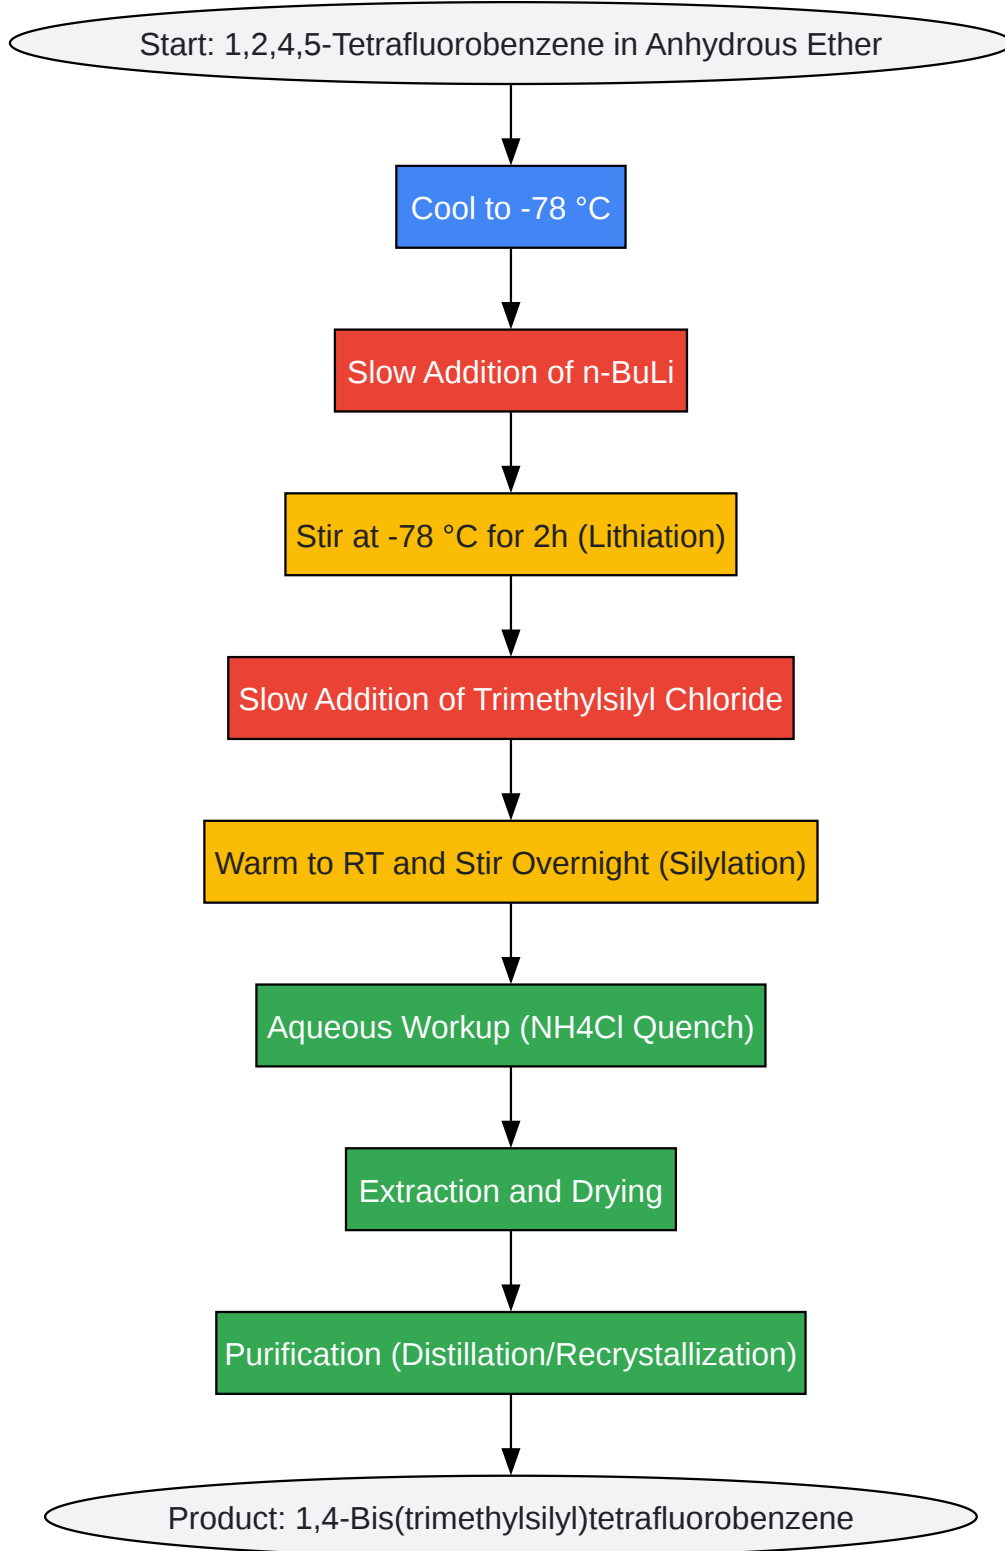 Start: 1,2,4,5-Tetrafluorobenzene in Anhydrous Ether
Cool to -78 °C
Slow Addition of n-BuLi
Stir at -78 °C for 2h (Lithiation)
Slow Addition of Trimethylsilyl Chloride
Warm to RT and Stir Overnight (Silylation)
Aqueous Workup (NH4Cl Quench)
Extraction and Drying
Purification (Distillation/Recrystallization)
Product: 1,4-Bis(trimethylsilyl)tetrafluorobenzene